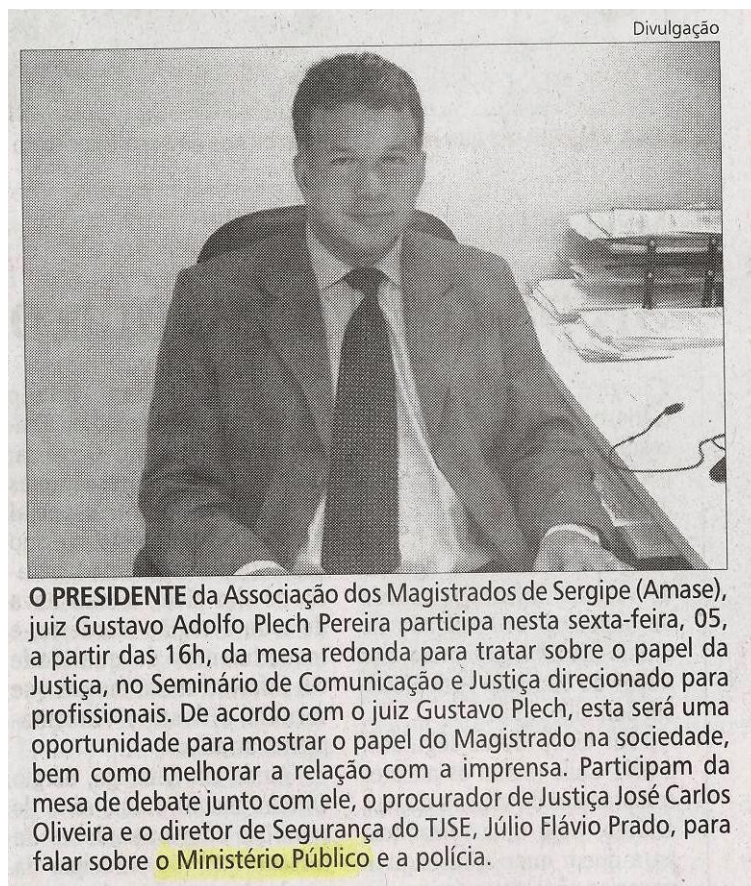 Divulgação
O PRESIDENTE da Associação dos Magistrados de Sergipe (Amase),
juiz Gustavo Adolfo Plech Pereira participa nesta sexta-feira, 05,
a partir das 16h, da mesa redonda para tratar sobre o papel da
Justiça, no Seminário de Comunicação e Justiça direcionado para
profissionais. De acordo com o juiz Gustavo Plech, esta será uma
oportunidade para mostrar o papel do Magistrado na sociedade,
bem como melhorar a relação com a imprensa. Participam da
mesa de debate junto com ele, o procurador de Justiça José Carlos
Oliveira e o diretor de Segurança do TJSE, Júlio Flávio Prado, para
falar sobre o Ministério Público e a polícia.